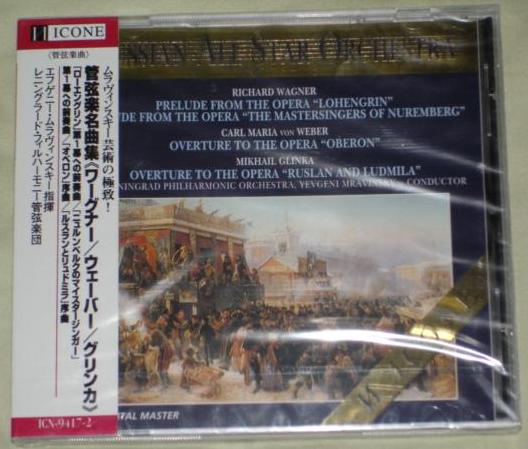 ICONE
〈管弦楽曲〉
ムラヴィンスキー芸術の極致!
管弦楽名曲集〈ワーグナー/ウェーバー/グリンカ〉
「ローエングリン」第1幕への前奏曲/「ニュルンベルクのマイスタージンガー」
第1幕への前奏曲/「オベロン」序曲/「ルスランとリュドミラ」序曲
エフゲニー・ムラヴィンスキー指揮
レニングラード・フィルハーモニー管弦楽団
ICN-9417-2
SSIAN ALL STAR ORCHESTRA
RICHARD WAGNER
PRELUDE FROM THE OPERA “LOHENGRIN”
DE FROM THE OPERA “THE MASTERSINGERS OF NUREMBERG”
CARL MARIA VON WEBER
OVERTURE TO THE OPERA “OBERON”
MIKHAIL GLINKA
OVERTURE TO THE OPERA “RUSLAN AND LUDMILA”
NINGRAD PHILHARMONIC ORCHESTRA, YEVGENI MRAVINSKY – CONDUCTOR
ITAL MASTER